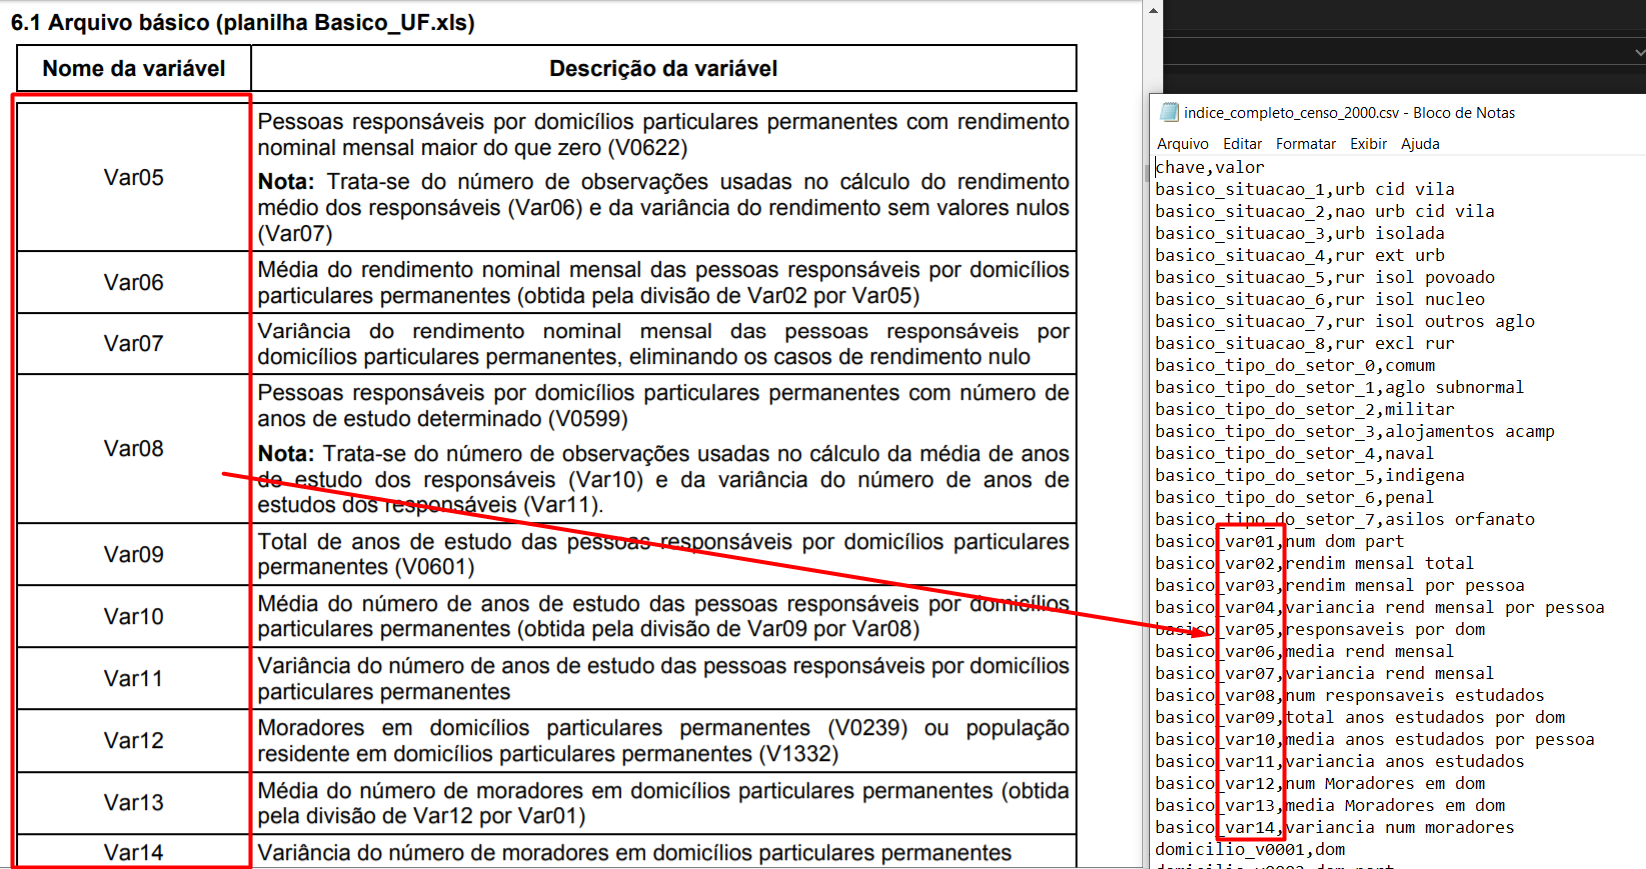 6.1 Arquivo básico (planilha Basico_UF.xls)
Nome da variável
Descrição da variável
Var05
Pessoas responsáveis por domicílios particulares permanentes com rendimento
nominal mensal maior do que zero (V0622)
Nota: Trata-se do número de observações usadas no cálculo do rendimento
médio dos responsáveis (Var06) e da variância do rendimento sem valores nulos
(Var07)
Var06
Média do rendimento nominal mensal das pessoas responsáveis por domicílios
particulares permanentes (obtida pela divisão de Var02 por Var05)
Var07
Variância do rendimento nominal mensal das pessoas responsáveis por
domicílios particulares permanentes, eliminando os casos de rendimento nulo
Var08
Pessoas responsáveis por domicílios particulares permanentes com número de
anos de estudo determinado (V0599)
Nota: Trata-se do número de observações usadas no cálculo da média de anos
de estudo dos responsáveis (Var10) e da variância do número de anos de
estudos dos responsáveis (Var11).
Var09
Total de anos de estudo das pessoas responsáveis por domicílios particulares
permanentes (V0601)
Var10
Média do número de anos de estudo das pessoas responsáveis por domicílios
particulares permanentes (obtida pela divisão de Var09 por Var08)
Var11
Variância do número de anos de estudo das pessoas responsáveis por domicílios
particulares permanentes
Var12
Moradores em domicílios particulares permanentes (V0239) ou população
residente em domicílios particulares permanentes (V1332)
Var13
Média do número de moradores em domicílios particulares permanentes (obtida
pela divisão de Var12 por Var01)
Var14
Variância do número de moradores em domicílios particulares permanentes
indice_completo_censo_2000.csv - Bloco de Notas
Arquivo Editar Formatar Exibir Ajuda
chave,valor
basico_situacao_1,urb cid vila
basico_situacao_2,nao urb cid vila
basico_situacao_3,urb isolada
basico_situacao_4,rur ext urb
basico_situacao_5,rur isol povoado
basico_situacao_6,rur isol nucleo
basico_situacao_7,rur isol outros aglo
basico_situacao_8,rur excl rur
basico_tipo_do_setor_0,comum
basico_tipo_do_setor_1,aglo subnormal
basico_tipo_do_setor_2,militar
basico_tipo_do_setor_3,alojamentos acamp
basico_tipo_do_setor_4,naval
basico_tipo_do_setor_5,indigena
basico_tipo_do_setor_6,penal
basico_tipo_do_setor_7,asilos orfanato
basico_var01,num dom part
basico_var02,rendim mensal total
basico_var03,rendim mensal por pessoa
basico_var04,variancia rend mensal por pessoa
basico_var05,responsaveis por dom
basico_var06,media rend mensal
basico_var07,variancia rend mensal
basico_var08,num responsaveis estudados
basico_var09,total anos estudados por dom
basico_var10,media anos estudados por pessoa
basico_var11,variancia anos estudados
basico_var12,num Moradores em dom
basico_var13,media Moradores em dom
basico_var14,variancia num moradores
domicilio_v0001,dom